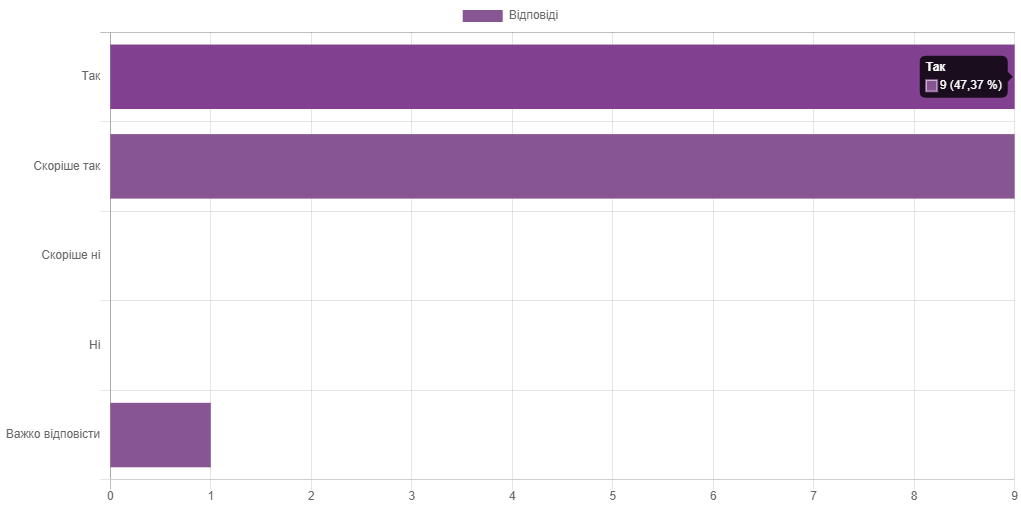 Відповіді
Так
Так
9 (47,37 %)
Скоріше так
Скоріше ні
Ні
Важко відповісти
0 1 2 3 4 5 6 7 8 9